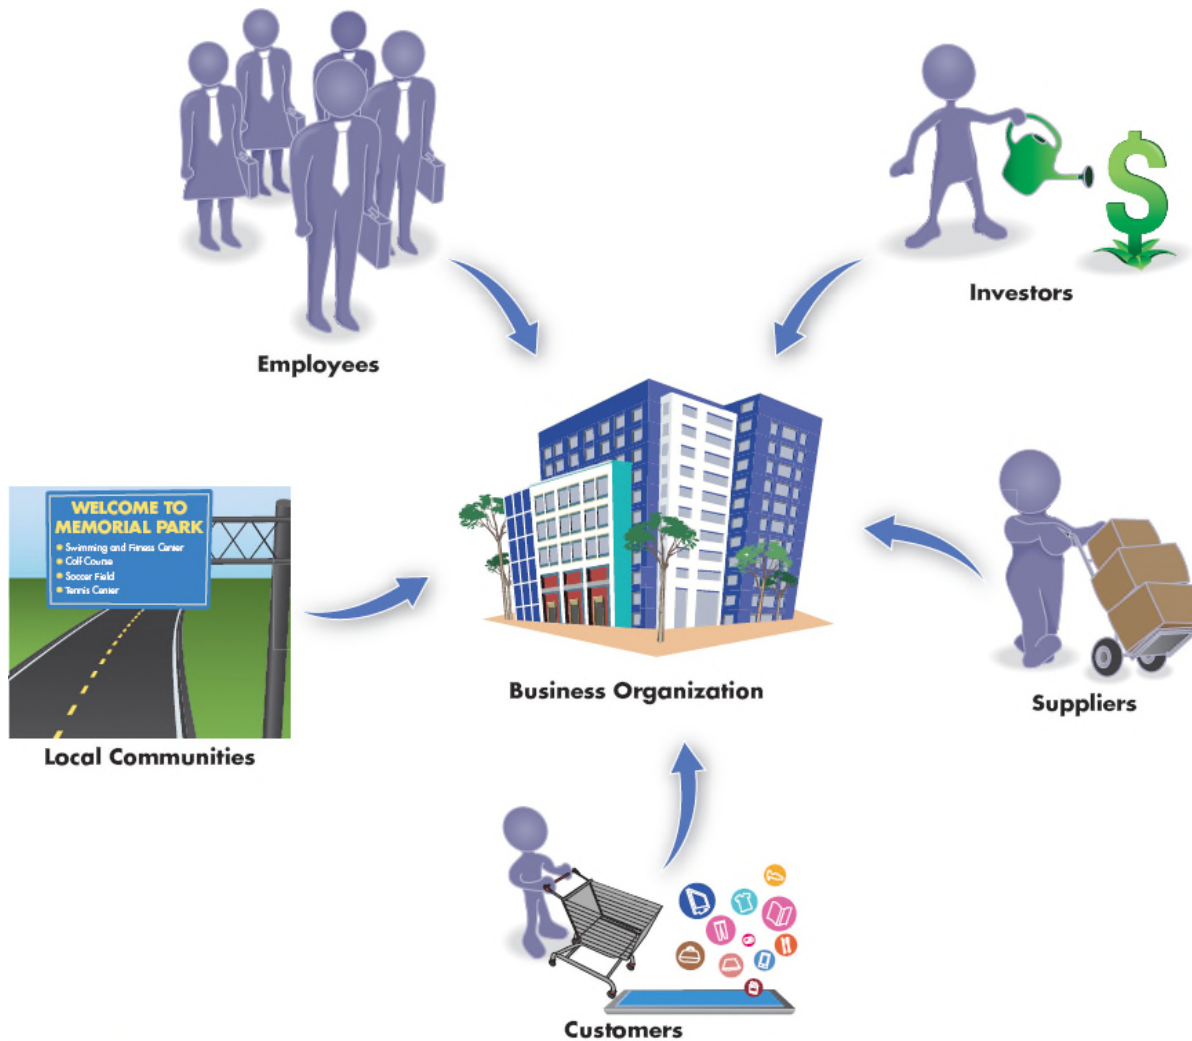 Employees
Investors
WELCOME TO
MEMORIAL PARK
Swimming and Fitness Center
Golf Course
Soccer Field
Tennis Center
Local Communities
Business Organization
Suppliers
Customers
$